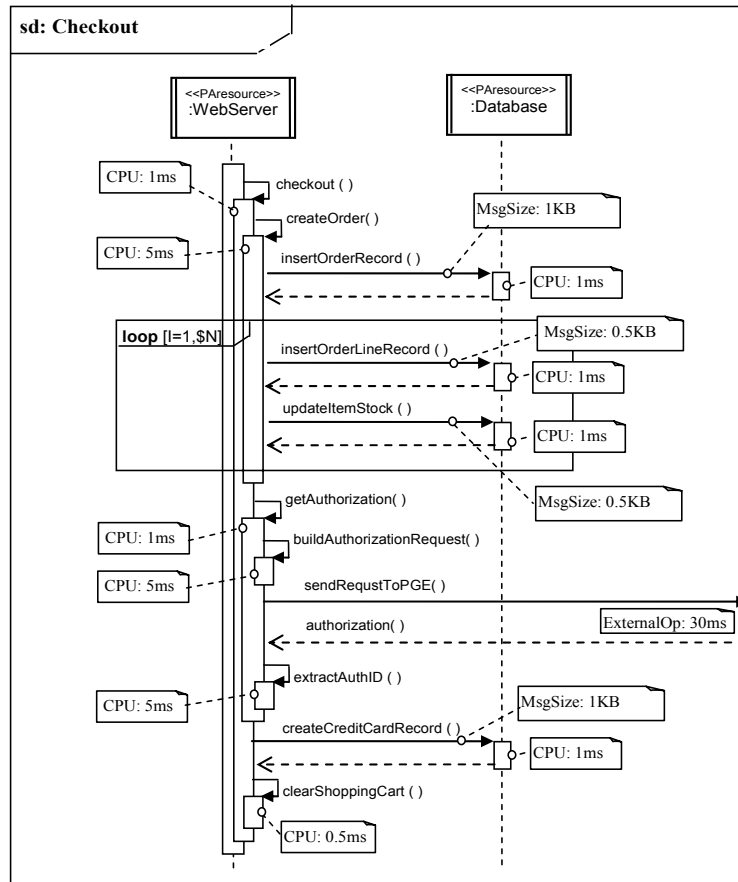 sd: Checkout
<<PAresource>>
:WebServer
<<PAresource>>
:Database
CPU: 1ms
checkout ( )
createOrder( )
MsgSize: 1KB
CPU: 5ms
insertOrderRecord ( )
CPU: 1ms
loop [I=1,$N]
MsgSize: 0.5KB
insertOrderLineRecord ( )
CPU: 1ms
updateItemStock ( )
CPU: 1ms
getAuthorization( )
MsgSize: 0.5KB
CPU: 1ms
buildAuthorizationRequest( )
CPU: 5ms
sendRequstToPGE( )
authorization( )
ExternalOp: 30ms
extractAuthID ( )
CPU: 5ms
MsgSize: 1KB
createCreditCardRecord( )
CPU: 1ms
clearShoppingCart ( )
CPU: 0.5ms